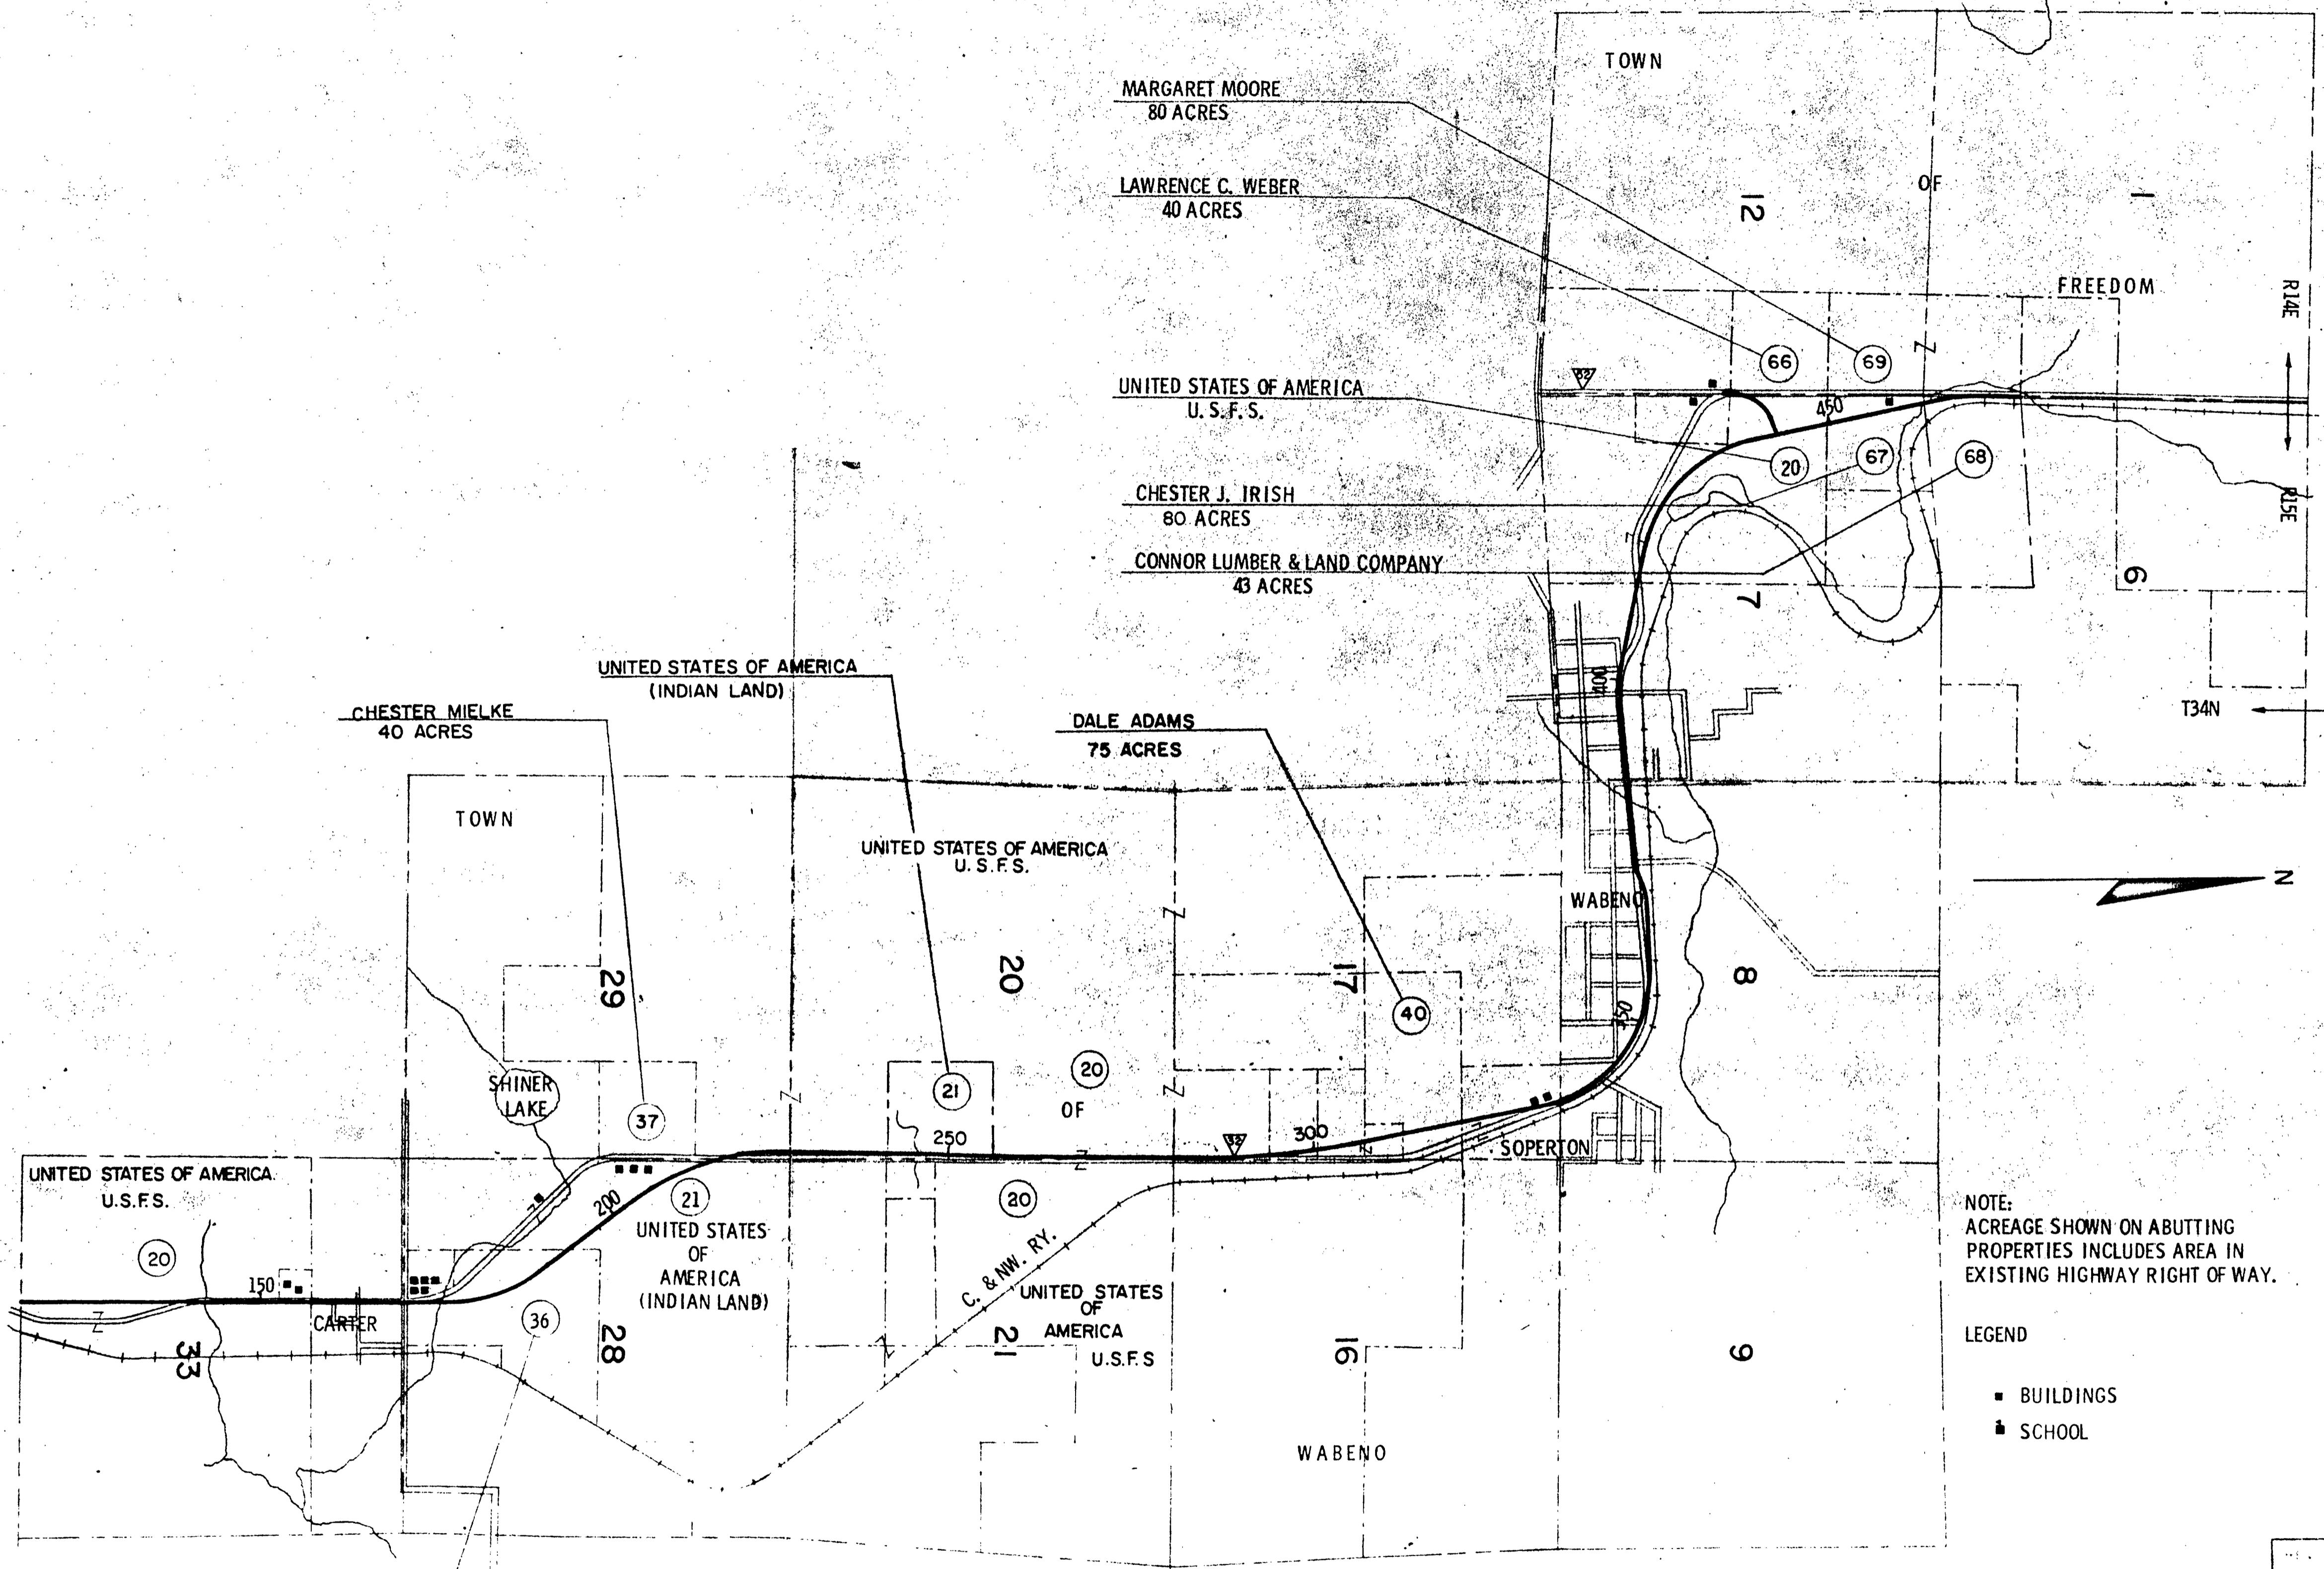 TOWN
MARGARET MOORE
80 ACRES
LAWRENCE C. WEBER
40 ACRES
12
OF
1
FREEDOM
R14E
66
69
32
UNITED STATES OF AMERICA
U.S.F.S.
450
20
67
68
CHESTER J. IRISH
80 ACRES
R15E
CONNOR LUMBER & LAND COMPANY
43 ACRES
7
6
UNITED STATES OF AMERICA
(INDIAN LAND)
400
CHESTER MIELKE
40 ACRES
DALE ADAMS
75 ACRES
T34N
TOWN
UNITED STATES OF AMERICA
U.S.F.S.
WABENO
N
29
20
17
8
40
350
SHINER
LAKE
37
21
20
OF
250
32
300
SOPERTON
UNITED STATES OF AMERICA
U.S.F.S.
20
200
21
20
UNITED STATES
OF
AMERICA
(INDIAN LAND)
C. & NW. RY.
NOTE:
ACREAGE SHOWN ON ABUTTING
PROPERTIES INCLUDES AREA IN
EXISTING HIGHWAY RIGHT OF WAY.
150
CARTER
36
UNITED STATES
OF
AMERICA
U.S.F.S
33
28
21
16
9
LEGEND
BUILDINGS
SCHOOL
WABENO